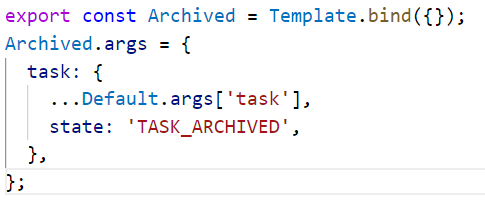 export const Archived = Template.bind({});
Archived.args = {
  task: {
    ...Default.args['task'],
    state: 'TASK_ARCHIVED',
  },
};